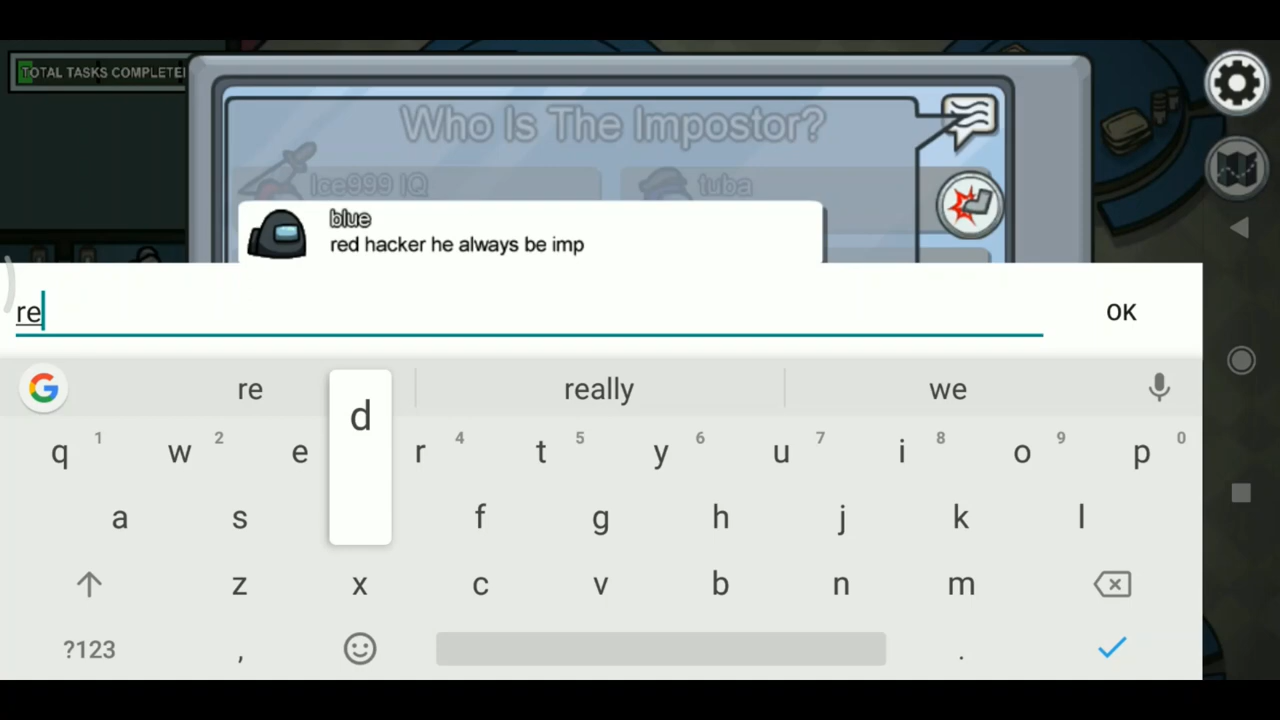 TOTAL TASKS COMPLETE
Who Is The Impostor?
Ice999 IQ
tuba
blue
red hacker he always be imp
re
OK
G
re
really
we
d
q 1 w 2 e r 4 t 5 y 6 u 7 i 8 o 9 p 0
a s f g h j k l
z x c v b n m
?123 , .